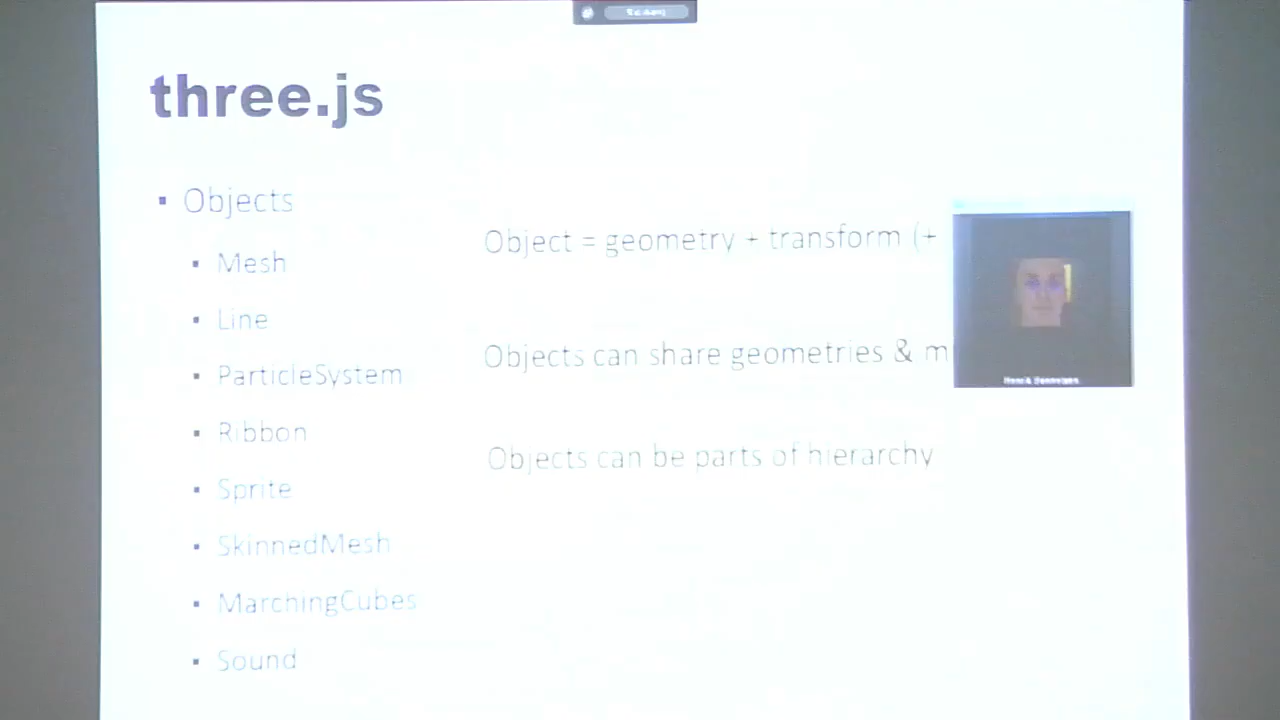 three.js
Objects
Mesh
Line
ParticleSystem
Ribbon
Sprite
SkinnedMesh
MarchingCubes
Sound
Object = geometry + transform (+
Objects can share geometries & m
Objects can be parts of hierarchy